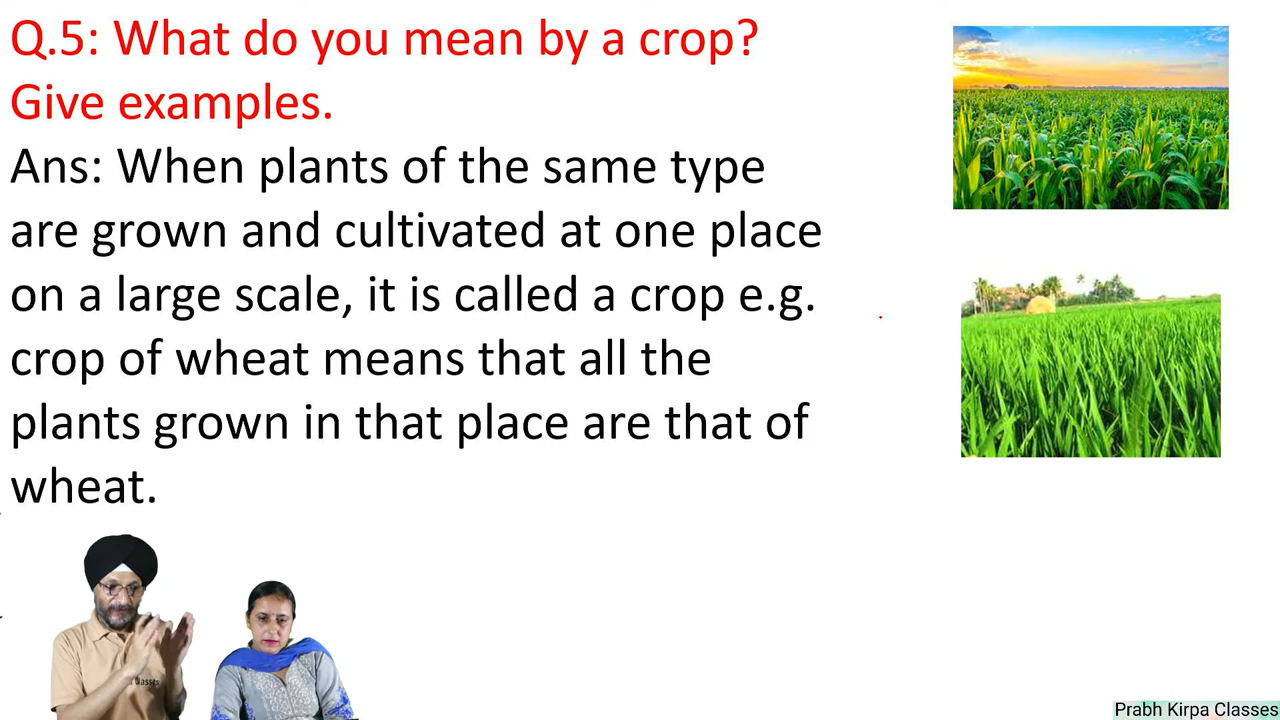 Q.5: What do you mean by a crop?
Give examples.
Ans: When plants of the same type
are grown and cultivated at one place
on a large scale, it is called a crop e.g.
crop of wheat means that all the
plants grown in that place are that of
wheat.
Classes
Prabh Kirpa Classes